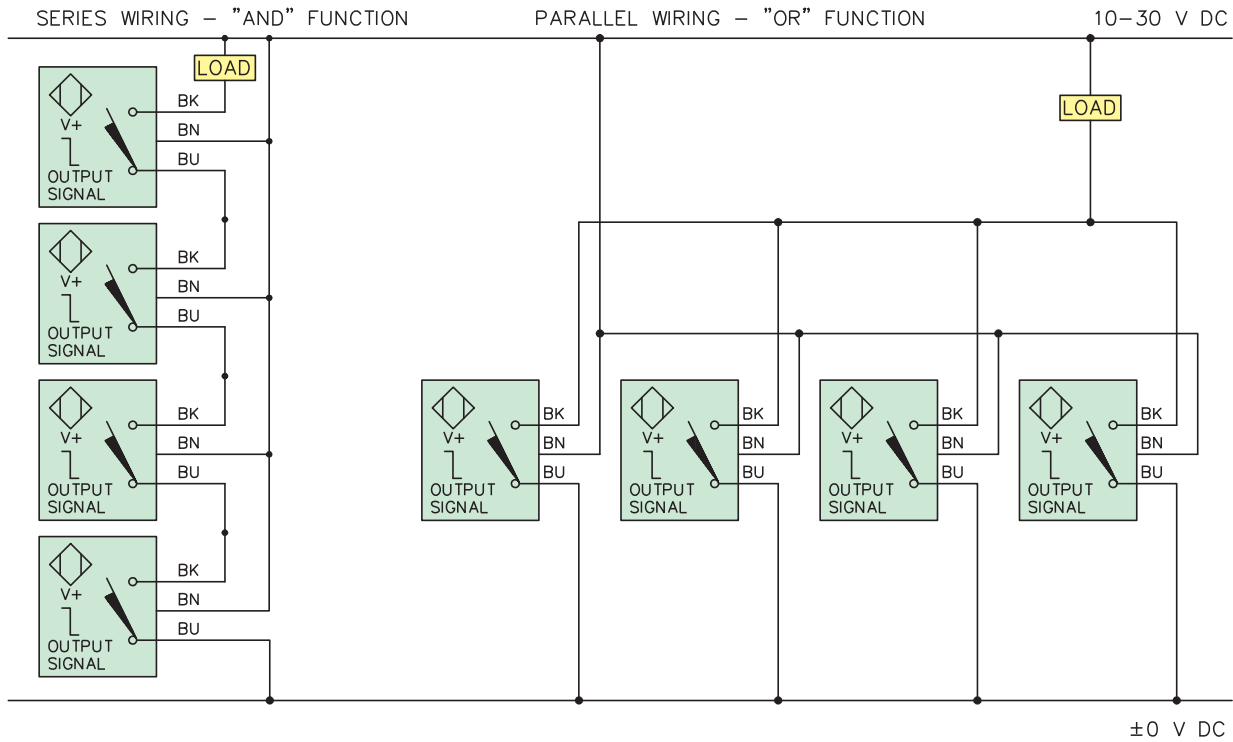 SERIES WIRING – "AND" FUNCTION
PARALLEL WIRING – "OR" FUNCTION
10–30 V DC
LOAD
BK
BN
BU
V+
OUTPUT
SIGNAL
BK
BN
BU
V+
OUTPUT
SIGNAL
BK
BN
BU
V+
OUTPUT
SIGNAL
BK
BN
BU
V+
OUTPUT
SIGNAL
LOAD
BK
BN
BU
V+
OUTPUT
SIGNAL
BK
BN
BU
V+
OUTPUT
SIGNAL
BK
BN
BU
V+
OUTPUT
SIGNAL
BK
BN
BU
V+
OUTPUT
SIGNAL
±0 V DC